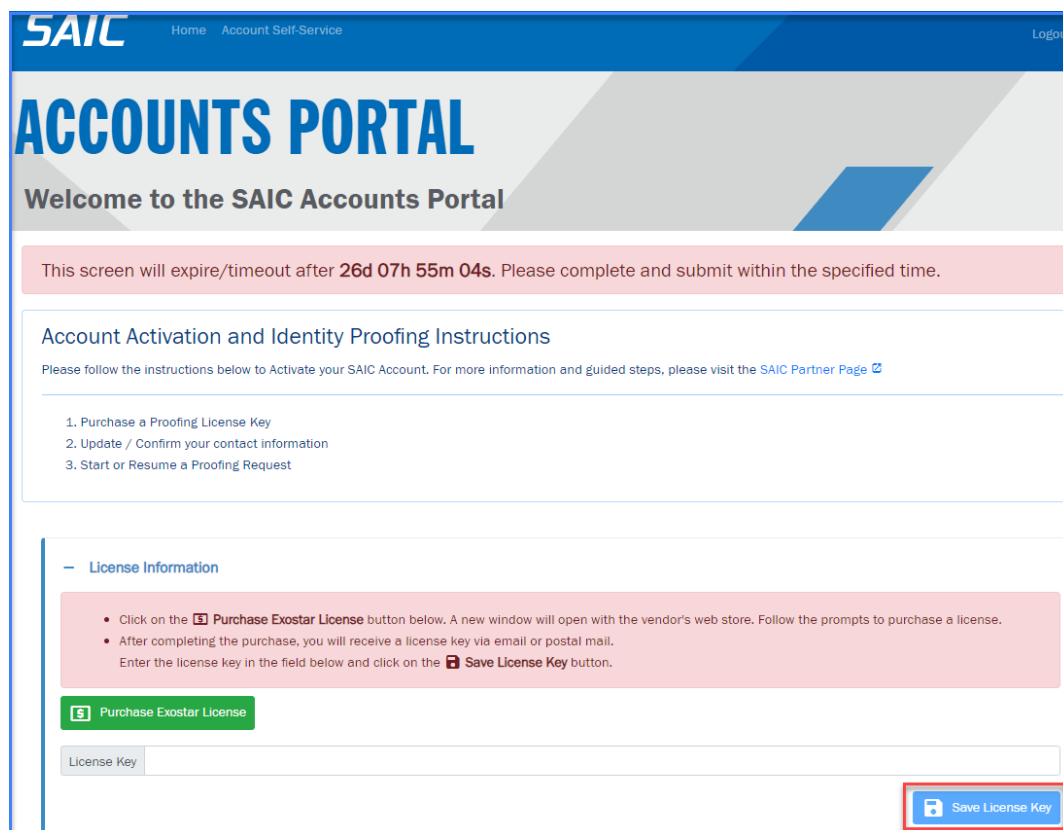 SAIC Home Account Self-Service
ACCOUNTS PORTAL
Welcome to the SAIC Accounts Portal
This screen will expire/timeout after 26d 07h 55m 04s. Please complete and submit within the specified time.
Account Activation and Identity Proofing Instructions
Please follow the instructions below to Activate your SAIC Account. For more information and guided steps, please visit the SAIC Partner Page
1. Purchase a Proofing License Key
2. Update / Confirm your contact information
3. Start or Resume a Proofing Request
− License Information
• Click on the Purchase Exostar License button below. A new window will open with the vendor's web store. Follow the prompts to purchase a license.
• After completing the purchase, you will receive a license key via email or postal mail.
Enter the license key in the field below and click on the Save License Key button.
Purchase Exostar License
License Key
Save License Key